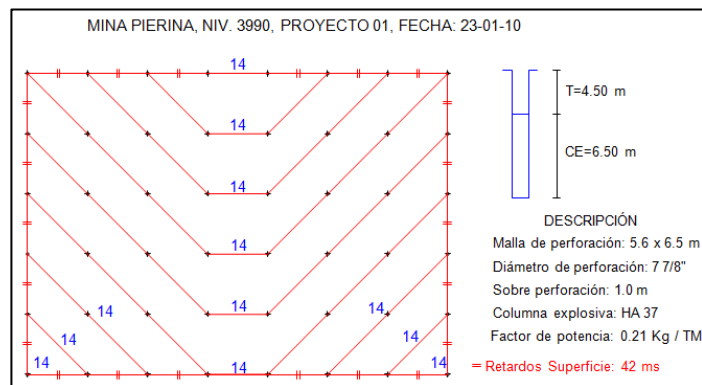 MINA PIERINA, NIV. 3990, PROYECTO 01, FECHA: 23-01-10
14
14
14
14
14
14
14
14
14
14
14
14
T=4.50 m
CE=6.50 m
DESCRIPCIÓN
Malla de perforación: 5.6 x 6.5 m
Diámetro de perforación: 7 7/8"
Sobre perforación: 1.0 m
Columna explosiva: HA 37
Factor de potencia: 0.21 Kg / TM
= Retardos Superficie: 42 ms